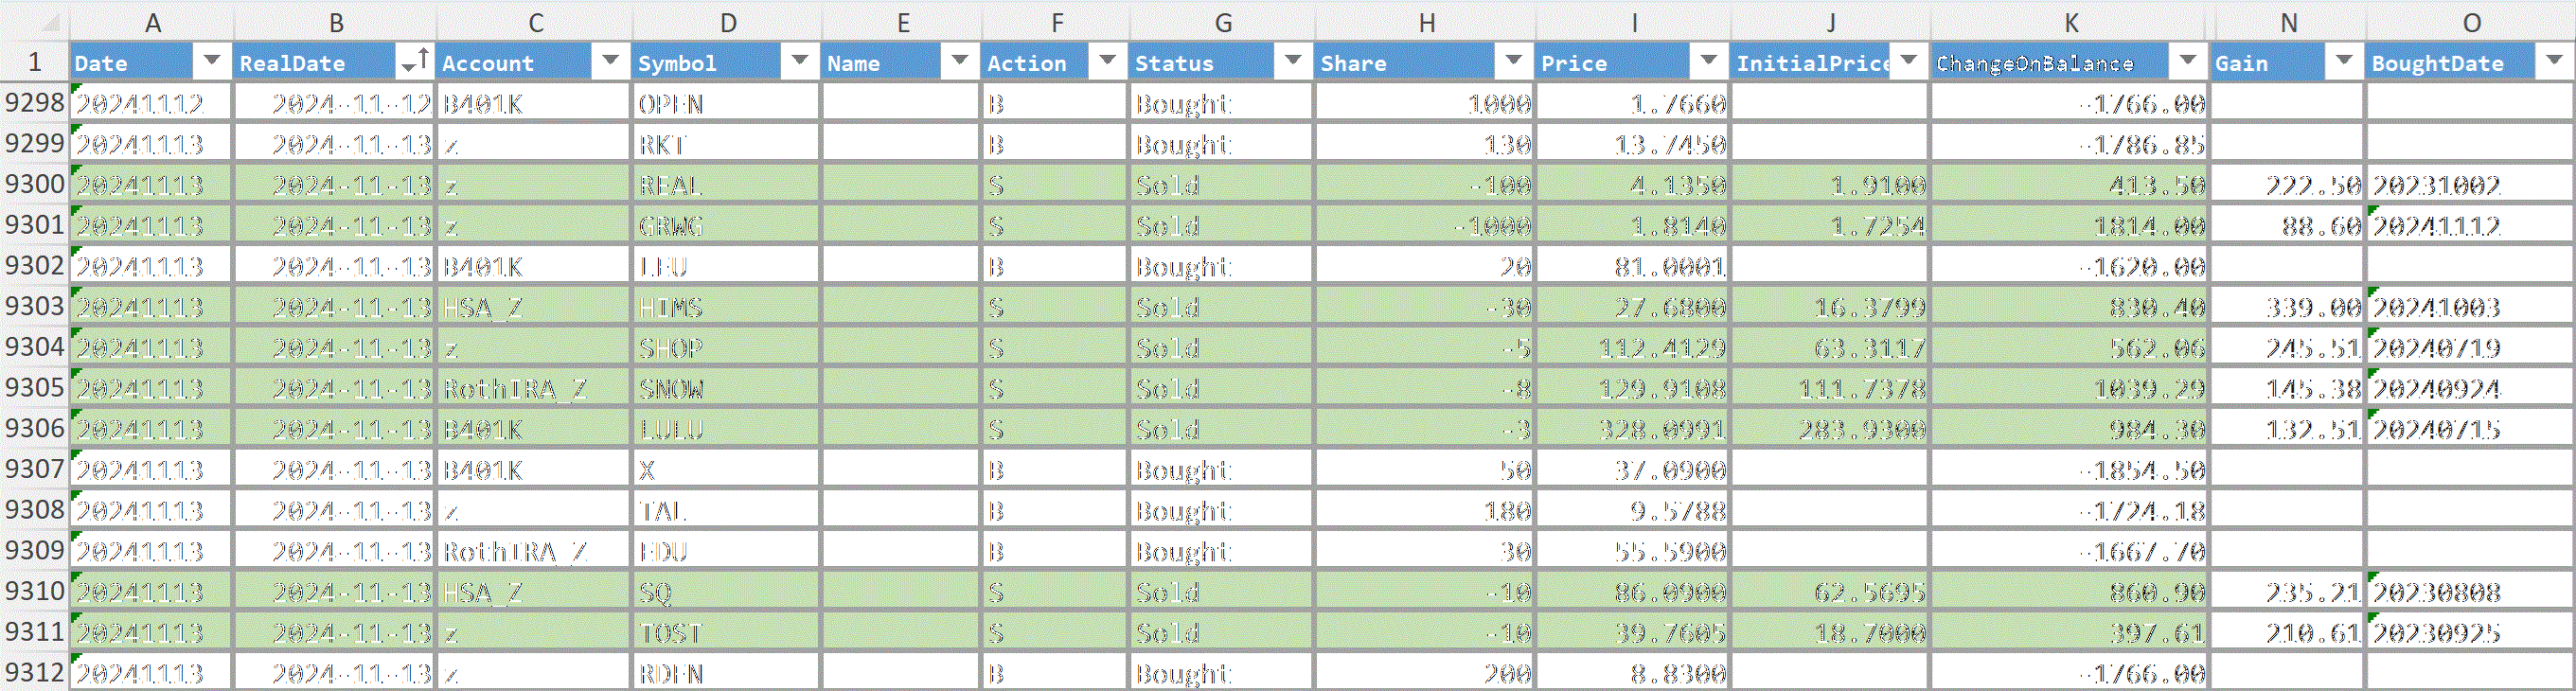 A B C D E F G H I J K N O
1 Date RealDate Account Symbol Name Action Status Share Price InitialPrice ChangeOnBalance Gain BoughtDate
9298 20241112 2024-11-12 B401K OPEN B Bought 1000 1.7660 -1766.00
9299 20241113 2024-11-13 z RKT B Bought 130 13.7450 -1786.85
9300 20241113 2024-11-13 z REAL S Sold -100 4.1350 1.9100 413.50 222.50 20231002
9301 20241113 2024-11-13 z GRWG S Sold -1000 1.8140 1.7254 1814.00 88.60 20241112
9302 20241113 2024-11-13 B401K LEU B Bought 20 81.0001 -1620.00
9303 20241113 2024-11-13 HSA_Z HIMS S Sold -30 27.6800 16.3799 830.40 339.00 20241003
9304 20241113 2024-11-13 z SHOP S Sold -5 112.4129 63.3117 562.06 245.51 20240719
9305 20241113 2024-11-13 RothIRA_Z SNOW S Sold -8 129.9108 111.7378 1039.29 145.38 20240924
9306 20241113 2024-11-13 B401K LULU S Sold -3 328.0991 283.9300 984.30 132.51 20240715
9307 20241113 2024-11-13 B401K X B Bought 50 37.0900 -1854.50
9308 20241113 2024-11-13 z TAL B Bought 180 9.5788 -1724.18
9309 20241113 2024-11-13 RothIRA_Z EDU B Bought 30 55.5900 -1667.70
9310 20241113 2024-11-13 HSA_Z SQ S Sold -10 86.0900 62.5695 860.90 235.21 20230808
9311 20241113 2024-11-13 z TOST S Sold -10 39.7605 18.7000 397.61 210.61 20230925
9312 20241113 2024-11-13 z RDFN B Bought 200 8.8300 -1766.00